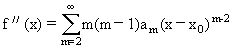 f ″ (x) = ∑_{m=2}^{∞} m(m−1)a_m(x−x_0)^{m-2}